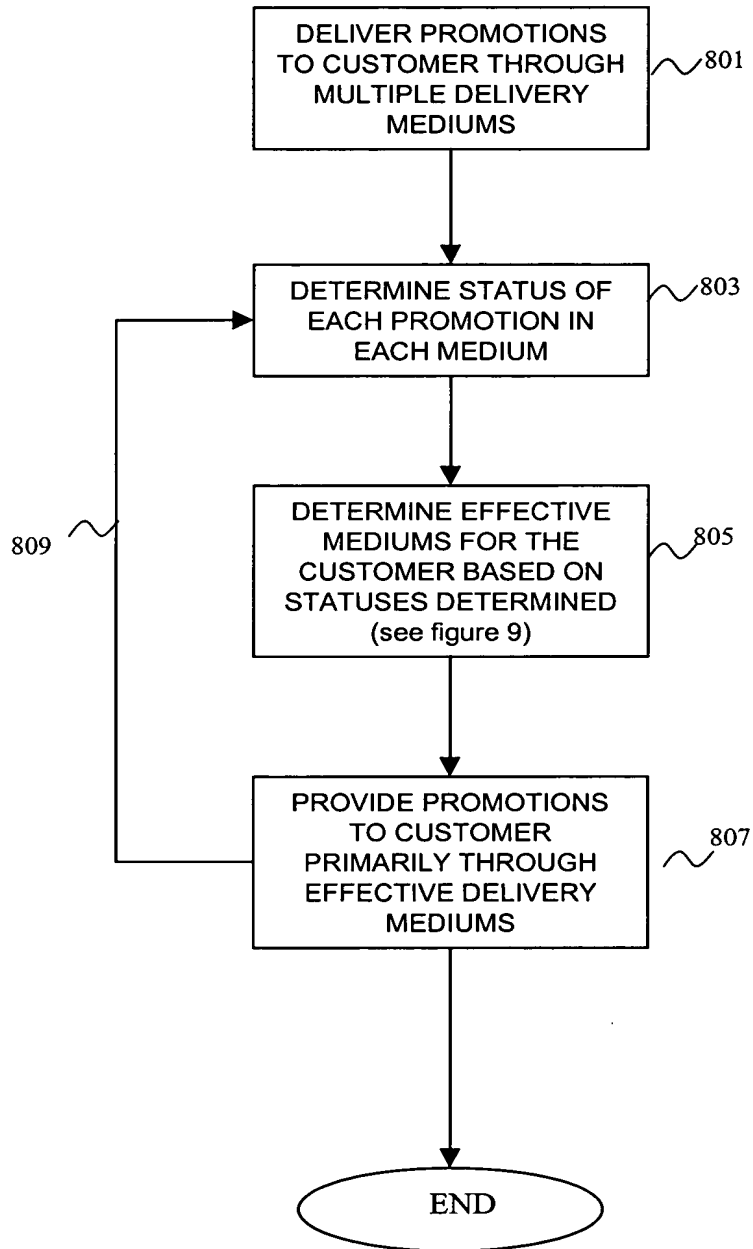 DELIVER PROMOTIONS
TO CUSTOMER THROUGH
MULTIPLE DELIVERY
MEDIUMS
801
DETERMINE STATUS OF
EACH PROMOTION IN
EACH MEDIUM
803
DETERMINE EFFECTIVE
MEDIUMS FOR THE
CUSTOMER BASED ON
STATUSES DETERMINED
(see figure 9)
805
809
PROVIDE PROMOTIONS
TO CUSTOMER
PRIMARILY THROUGH
EFFECTIVE DELIVERY
MEDIUMS
807
END